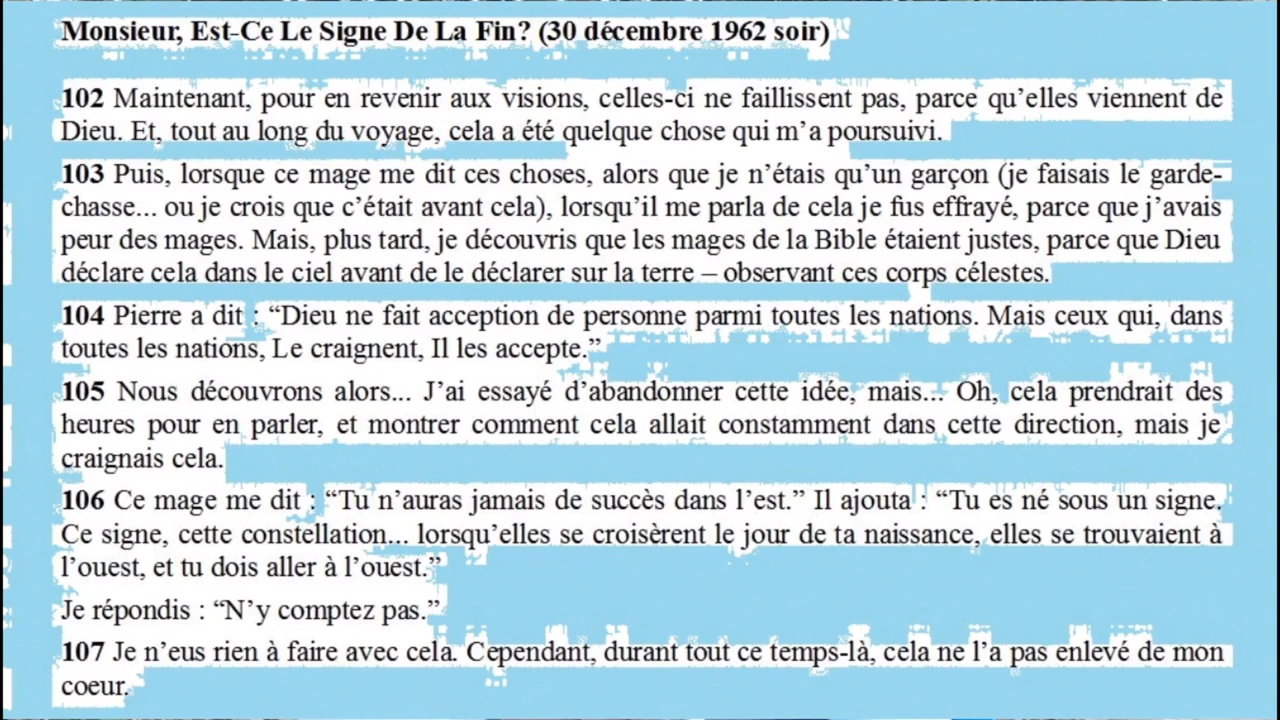 Monsieur, Est-Ce Le Signe De La Fin? (30 décembre 1962 soir)
102 Maintenant, pour en revenir aux visions, celles-ci ne faillissent pas, parce qu’elles viennent de
Dieu. Et, tout au long du voyage, cela a été quelque chose qui m’a poursuivi.
103 Puis, lorsque ce mage me dit ces choses, alors que je n’étais qu’un garçon (je faisais le garde-
chasse... ou je crois que c’était avant cela), lorsqu’il me parla de cela je fus effrayé, parce que j’avais
peur des mages. Mais, plus tard, je découvris que les mages de la Bible étaient justes, parce que Dieu
déclare cela dans le ciel avant de le déclarer sur la terre – observant ces corps célestes.
104 Pierre a dit : “Dieu ne fait acception de personne parmi toutes les nations. Mais ceux qui, dans
toutes les nations, Le craignent, Il les accepte.”
105 Nous découvrons alors... J’ai essayé d’abandonner cette idée, mais... Oh, cela prendrait des
heures pour en parler, et montrer comment cela allait constamment dans cette direction, mais je
craignais cela.
106 Ce mage me dit : “Tu n’auras jamais de succès dans l’est.” Il ajouta : “Tu es né sous un signe.
Ce signe, cette constellation... lorsqu’elles se croisèrent le jour de ta naissance, elles se trouvaient à
l’ouest, et tu dois aller à l’ouest.”
Je répondis : “N’y comptez pas.”
107 Je n’eus rien à faire avec cela. Cependant, durant tout ce temps-là, cela ne l’a pas enlevé de mon
coeur.